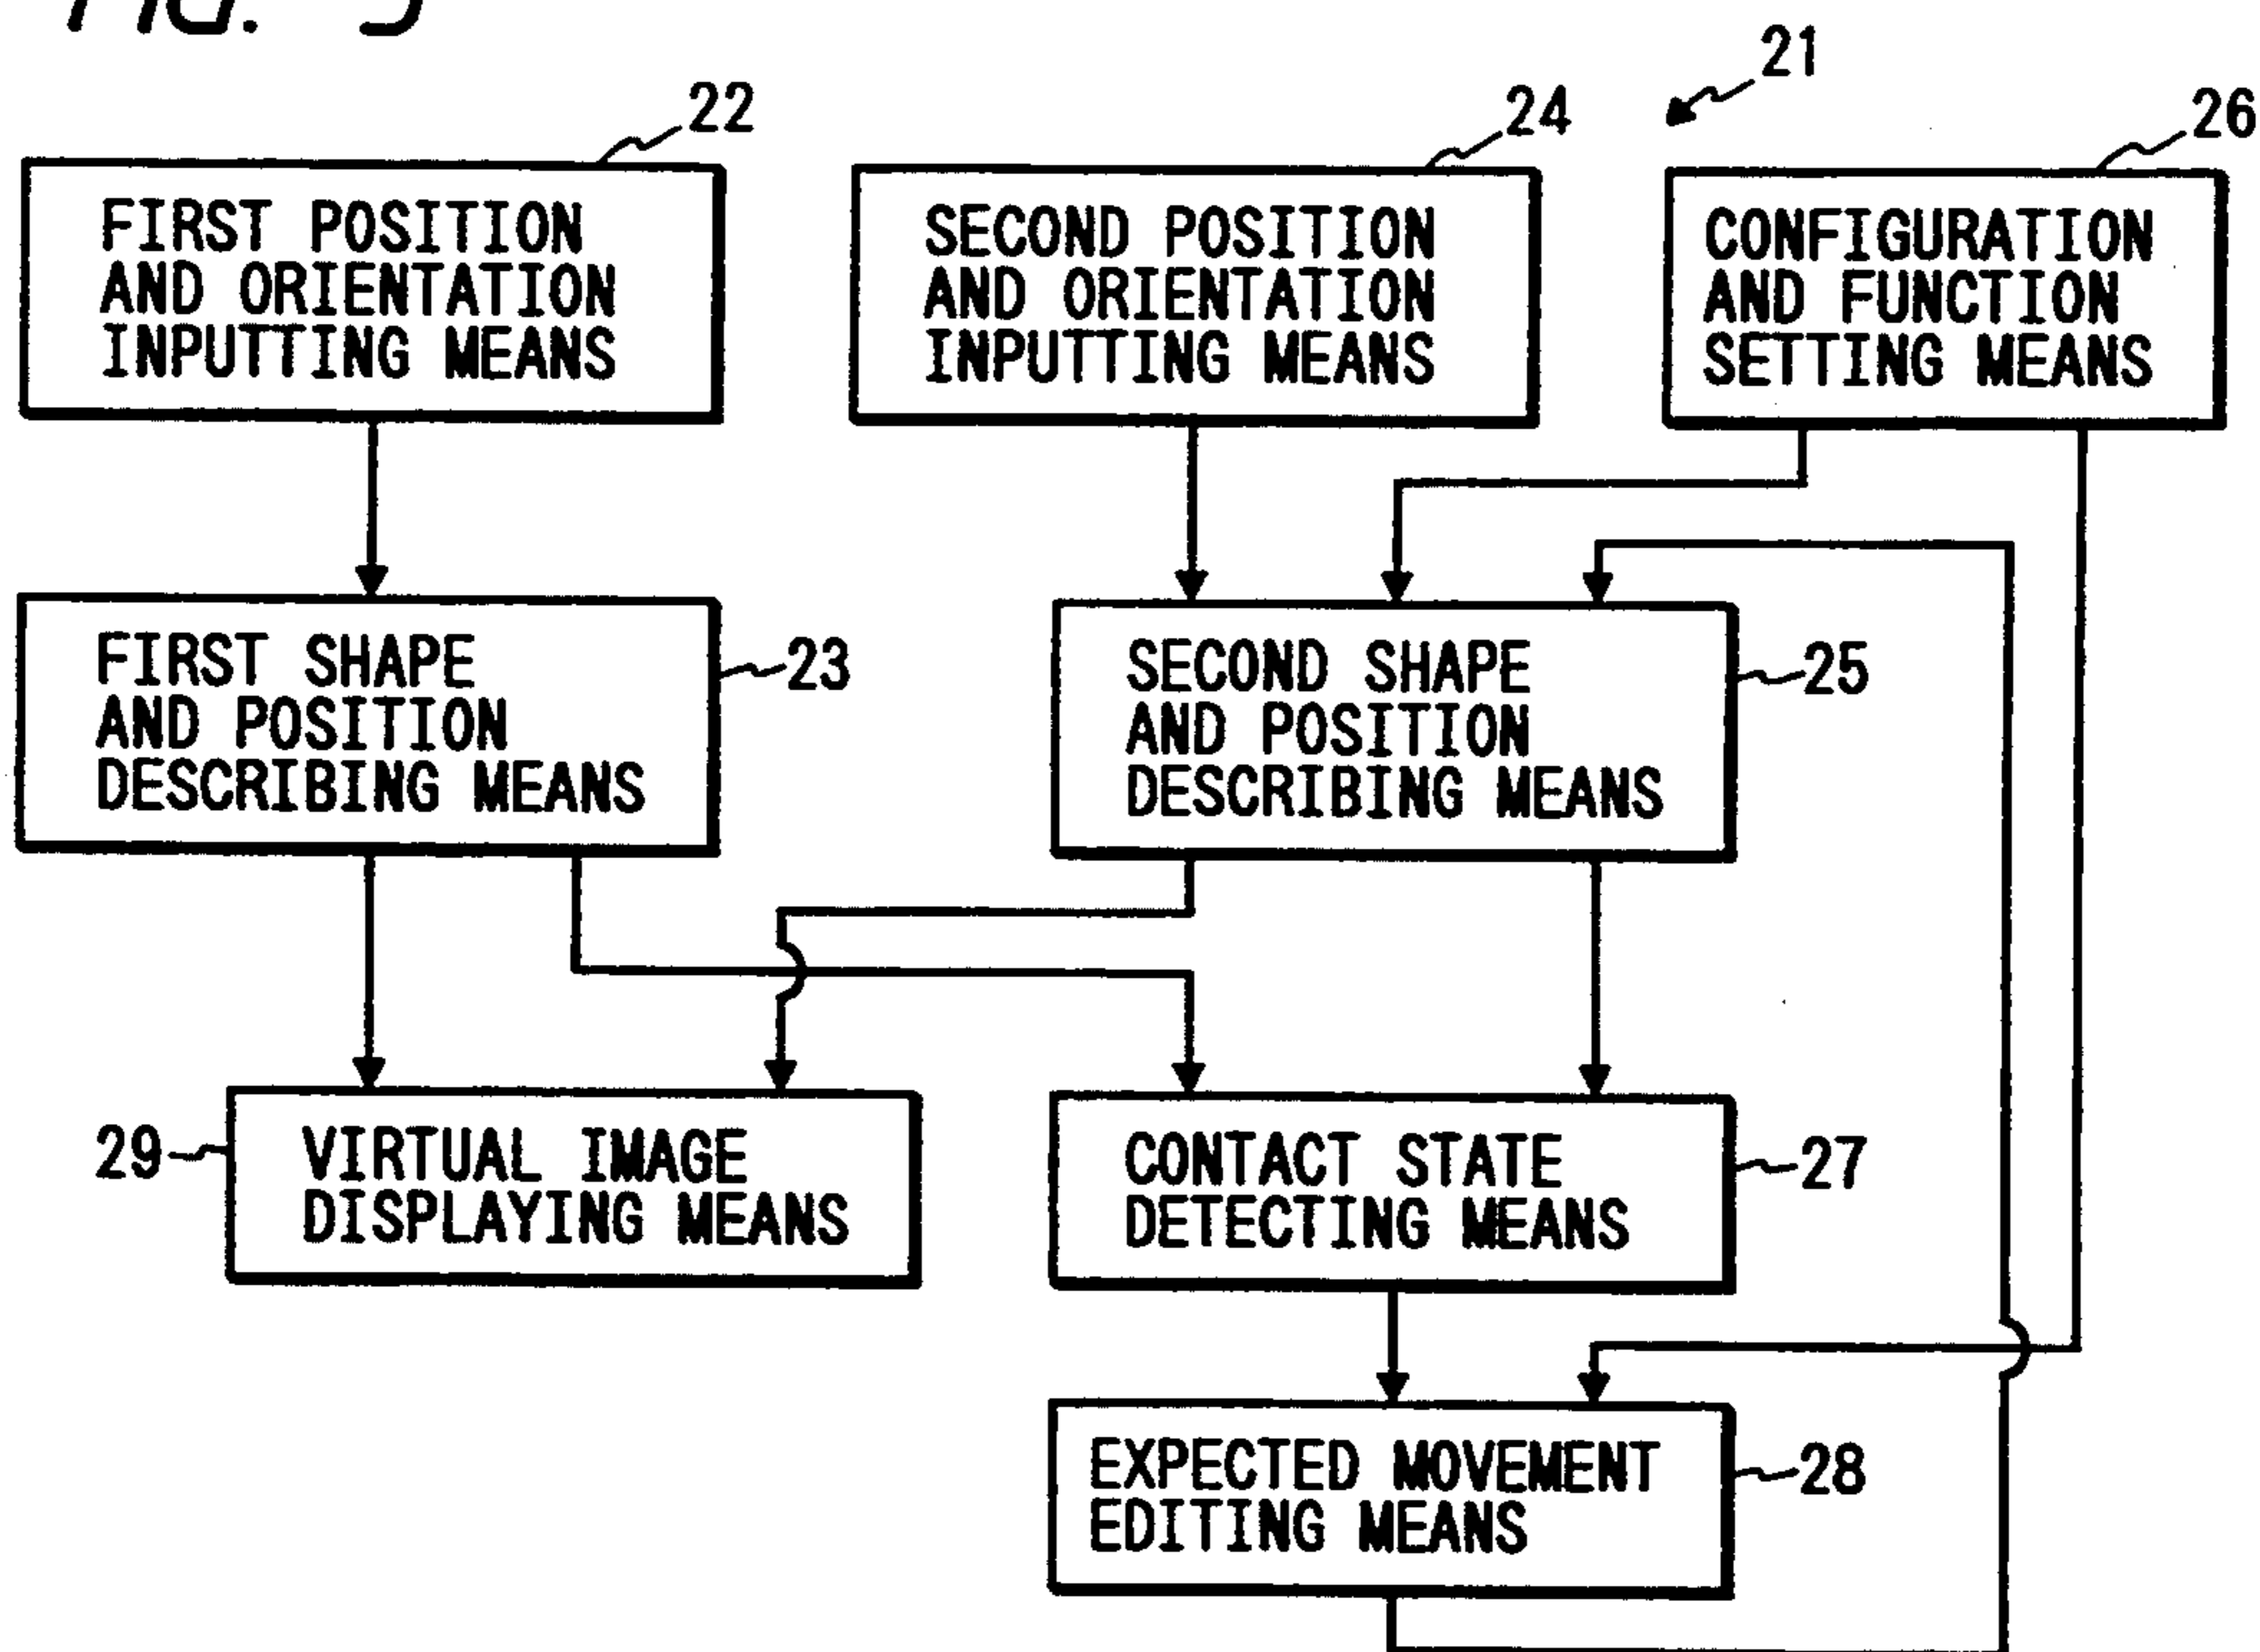 FIG.
21
22
24
26
FIRST POSITION
AND ORIENTATION
INPUTTING MEANS
SECOND POSITION
AND ORIENTATION
INPUTTING MEANS
CONFIGURATION
AND FUNCTION
SETTING MEANS
FIRST SHAPE
AND POSITION
DESCRIBING MEANS
23
SECOND SHAPE
AND POSITION
DESCRIBING MEANS
25
29
VIRTUAL IMAGE
DISPLAYING MEANS
CONTACT STATE
DETECTING MEANS
27
EXPECTED MOVEMENT
EDITING MEANS
28